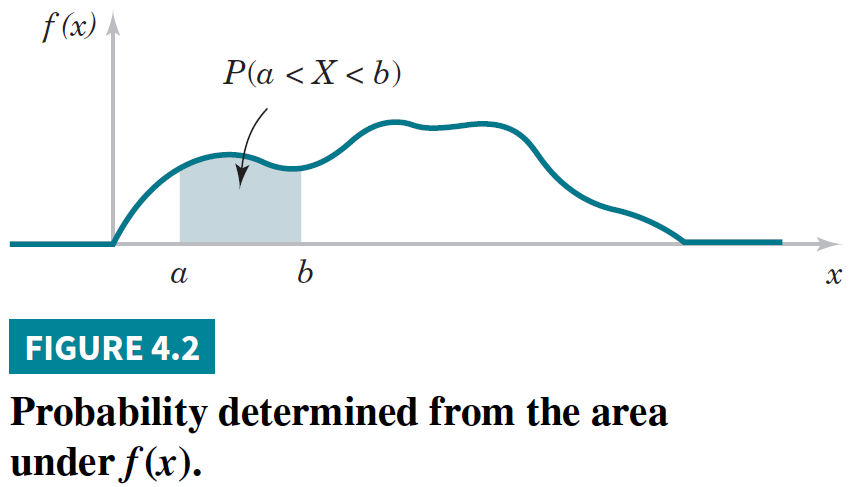 f(x)
P(a < X < b)
a
b
x
FIGURE 4.2
Probability determined from the area
under f(x).